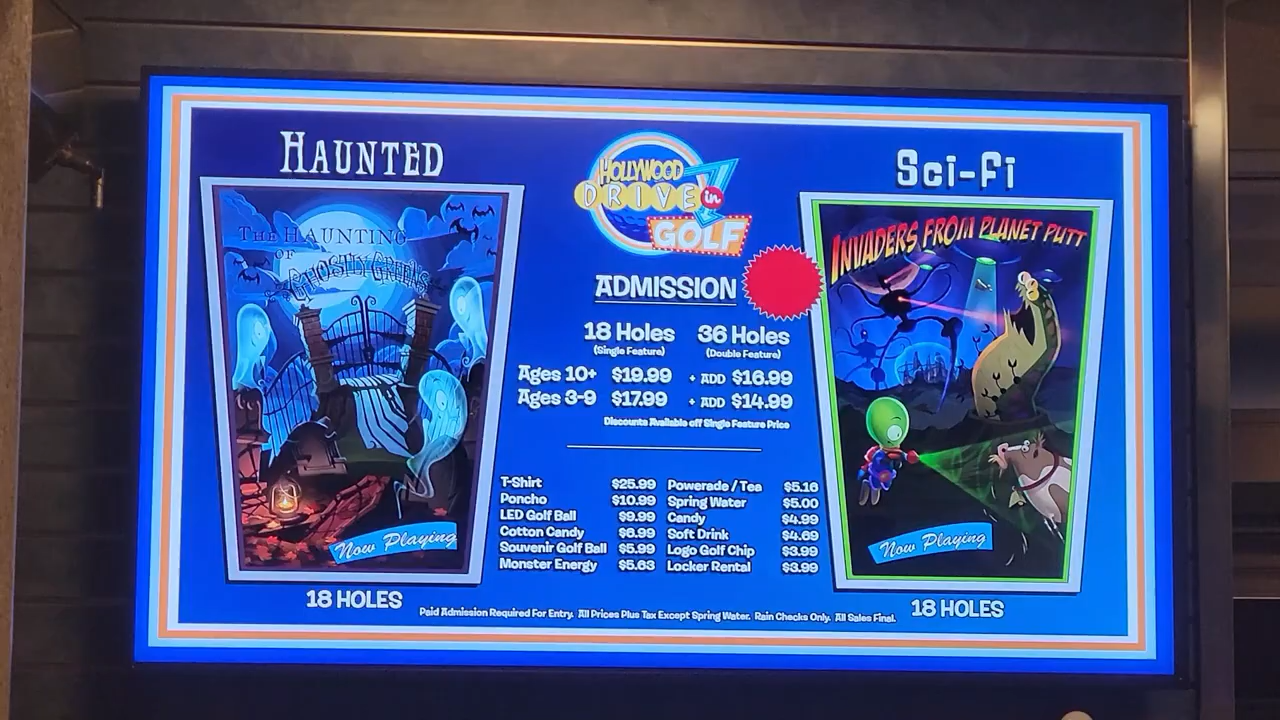 HAUNTED
THE HAUNTING
OF
GHOSTLY GREENS
Now Playing
18 HOLES
HOLLYWOOD
DRIVE in
GOLF
ADMISSION
18 Holes 36 Holes
(Single Feature) (Double Feature)
Ages 10+ $19.99 + ADD $16.99
Ages 3-9 $17.99 + ADD $14.99
Discounts Available off Single Feature Price
T-Shirt $25.99 Powerade / Tea $5.16
Poncho $10.99 Spring Water $5.00
LED Golf Ball $9.99 Candy $4.99
Cotton Candy $6.99 Soft Drink $4.69
Souvenir Golf Ball $5.99 Logo Golf Chip $3.99
Monster Energy $5.63 Locker Rental $3.99
Paid Admission Required For Entry. All Prices Plus Tax Except Spring Water. Rain Checks Only. All Sales Final.
Sci-Fi
INVADERS FROM PLANET PUTT
Now Playing
18 HOLES